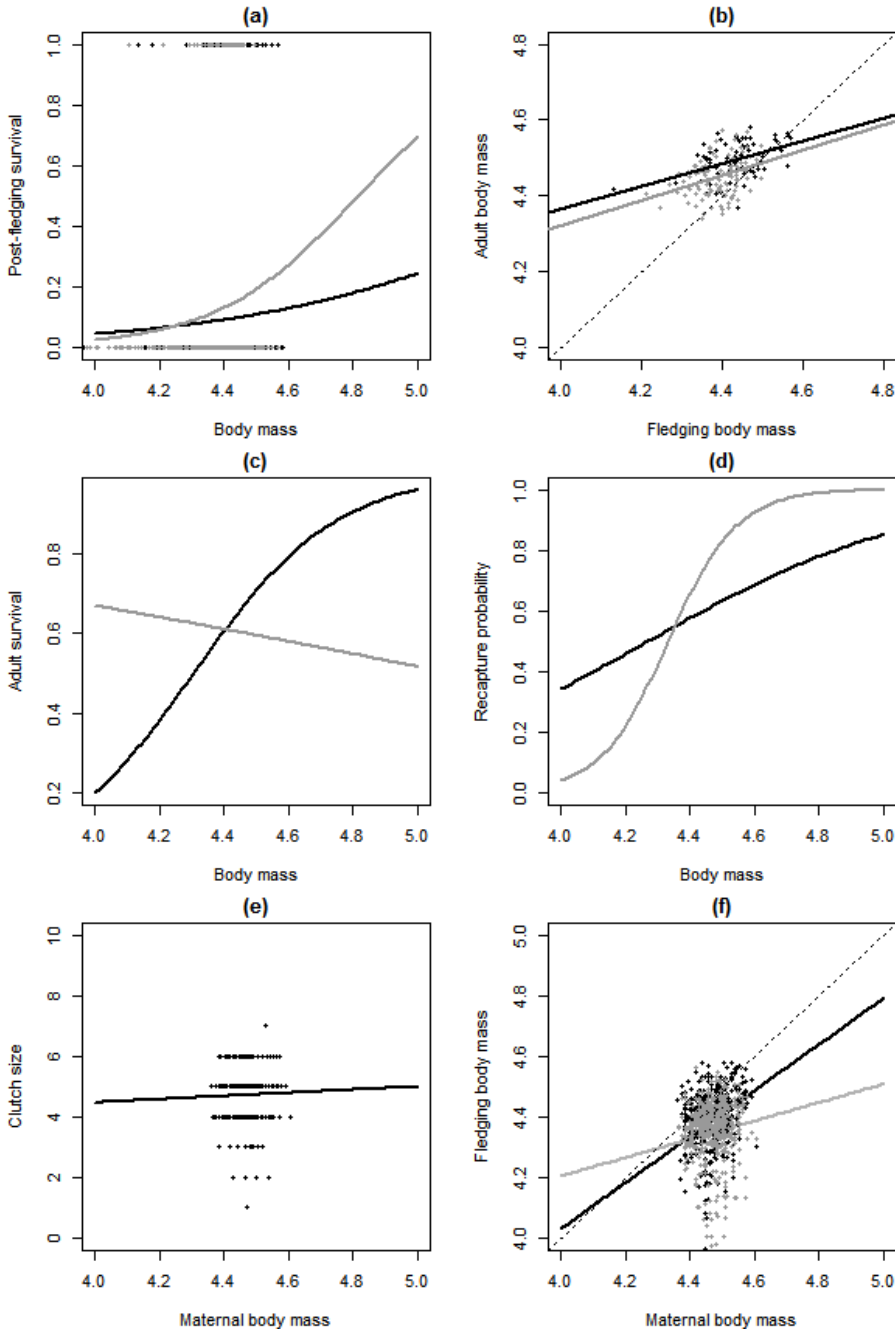 (a)
Post-fledging survival
0.0 0.2 0.4 0.6 0.8 1.0
4.0 4.2 4.4 4.6 4.8 5.0
Body mass
(b)
Adult body mass
4.0 4.2 4.4 4.6 4.8
4.0 4.2 4.4 4.6 4.8
Fledging body mass
(c)
Adult survival
0.2 0.4 0.6 0.8
4.0 4.2 4.4 4.6 4.8 5.0
Body mass
(d)
Recapture probability
0.0 0.2 0.4 0.6 0.8 1.0
4.0 4.2 4.4 4.6 4.8 5.0
Body mass
(e)
Clutch size
0 2 4 6 8 10
4.0 4.2 4.4 4.6 4.8 5.0
Maternal body mass
(f)
Fledging body mass
4.0 4.2 4.4 4.6 4.8 5.0
4.0 4.2 4.4 4.6 4.8 5.0
Maternal body mass